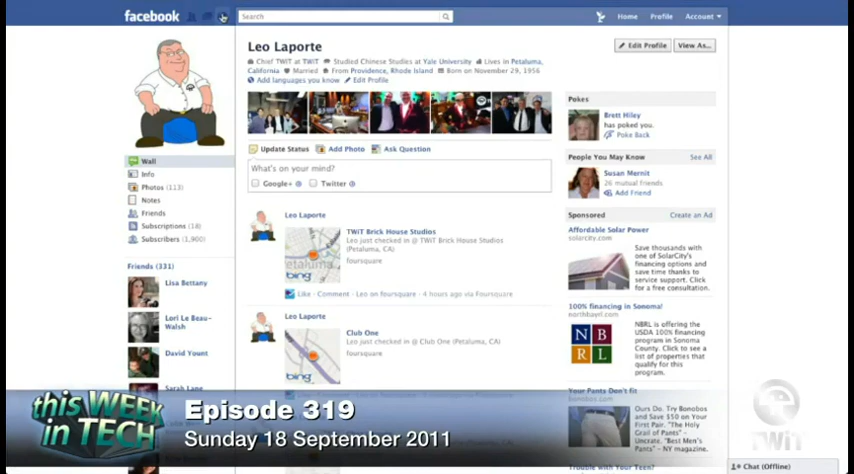 facebook
Search
Home Profile Account
Leo Laporte
Edit Profile View As...
Chief TWiT at TWiT Studied Chinese Studies at Yale University Lives in Petaluma,
California Married From Providence, Rhode Island Born on November 29, 1956
Add languages you know Edit Profile
Update Status Add Photo Ask Question
What's on your mind?
Google+ Twitter
Wall
Info
Photos (113)
Notes
Friends
Subscriptions (18)
Subscribers (1,900)
Friends (331)
Lisa Bettany
Lori Le Beau-
Walsh
David Yount
Sarah Lane
Leo Laporte
TWiT Brick House Studios
Leo just checked in @ TWiT Brick House Studios
(Petaluma, CA)
foursquare
Petaluma
bing
Like · Comment · Leo on foursquare · 4 hours ago via Foursquare
Leo Laporte
Club One
Leo just checked in @ Club One (Petaluma, CA)
foursquare
bing
Pokes
Brett Hiley
has poked you.
Poke Back
People You May Know See All
Susan Mernit
26 mutual friends
Add Friend
Sponsored Create an Ad
Affordable Solar Power
solarcity.com
Save thousands with
one of SolarCity's
financing options and
save time thanks to
service support. Click
for a free consultation.
100% financing in Sonoma!
northbayrl.com
N B
R L
NBRL is offering the
USDA 100% financing
program in Sonoma
County. Click to see a
list of properties that
qualify for this
program.
Your Pants Don't fit
bonobos.com
Ours Do. Try Bonobos
and Save $50 on Your
First Pair. "The Holy
Grail of Pants" -
Uncrate. "Best Men's
Pants" - NY magazine.
Trouble with Your Teen?
Chat (Offline)
this WEEK
in TECH
Episode 319
Sunday 18 September 2011
TWiT